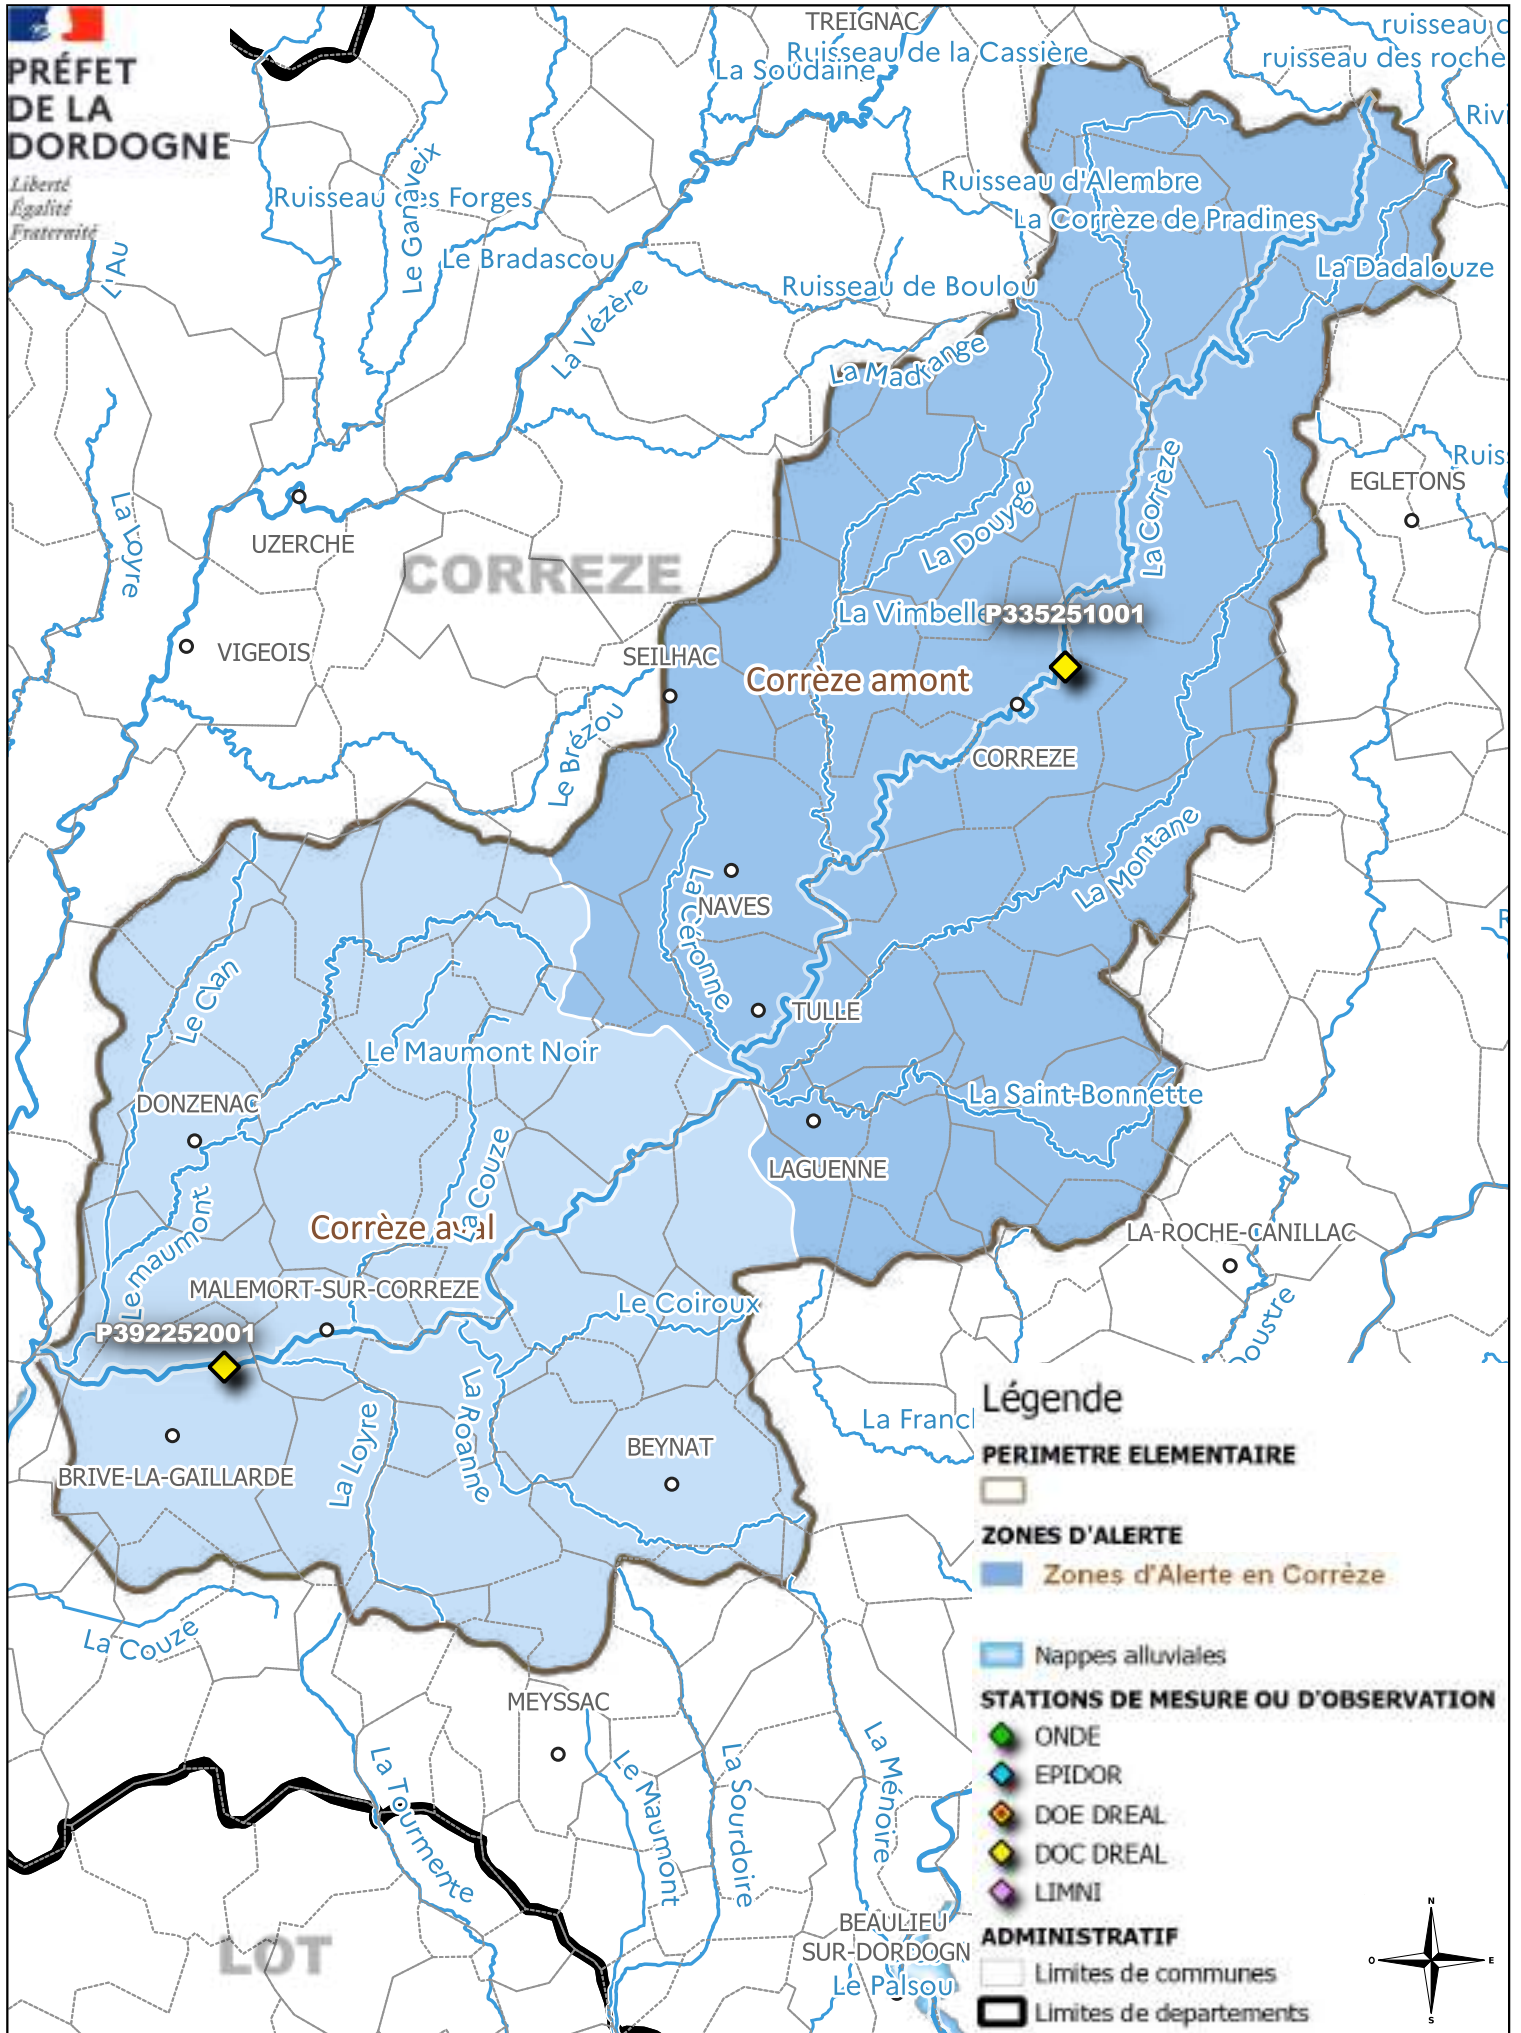 PRÉFET
DE LA
DORDOGNE
Liberté
Égalité
Fraternité
TREIGNAC
Ruisseau de la Cassière
La Soudaine
ruisseau d
ruisseau des roche
Rivi
Ruisseau des Forges
Le Ganaveix
Le Bradascou
L'Au
La Vézère
Ruisseau d'Alembre
La Corrèze de Pradines
La Dadalouze
Ruisseau de Boulou
La Madrange
Ruis
EGLETONS
La Loyre
UZERCHE
CORREZE
La Douyge
La Corrèze
VIGEOIS
SEILHAC
La Vimbelle
P335251001
Corrèze amont
Le Brézou
CORREZE
La Montane
NAVES
La Céronne
R
TULLE
Le Clan
Le Maumont Noir
DONZENAC
La Saint-Bonnette
LAGUENNE
La Couze
Le maumont
Corrèze aval
LA-ROCHE-CANILLAC
MALEMORT-SUR-CORREZE
Le Coiroux
P392252001
Doustre
La Loyre
La Roanne
La Franc
BEYNAT
BRIVE-LA-GAILLARDE
La Couze
MEYSSAC
La Tourmente
Le Maumont
La Sourdoire
La Ménoire
LOT
BEAULIEU
SUR-DORDOGN
Le Palsou
Légende
PERIMETRE ELEMENTAIRE
ZONES D'ALERTE
Zones d'Alerte en Corrèze
Nappes alluviales
STATIONS DE MESURE OU D'OBSERVATION
ONDE
EPIDOR
DOE DREAL
DOC DREAL
LIMNI
ADMINISTRATIF
Limites de communes
Limites de departements
N
O
E
S